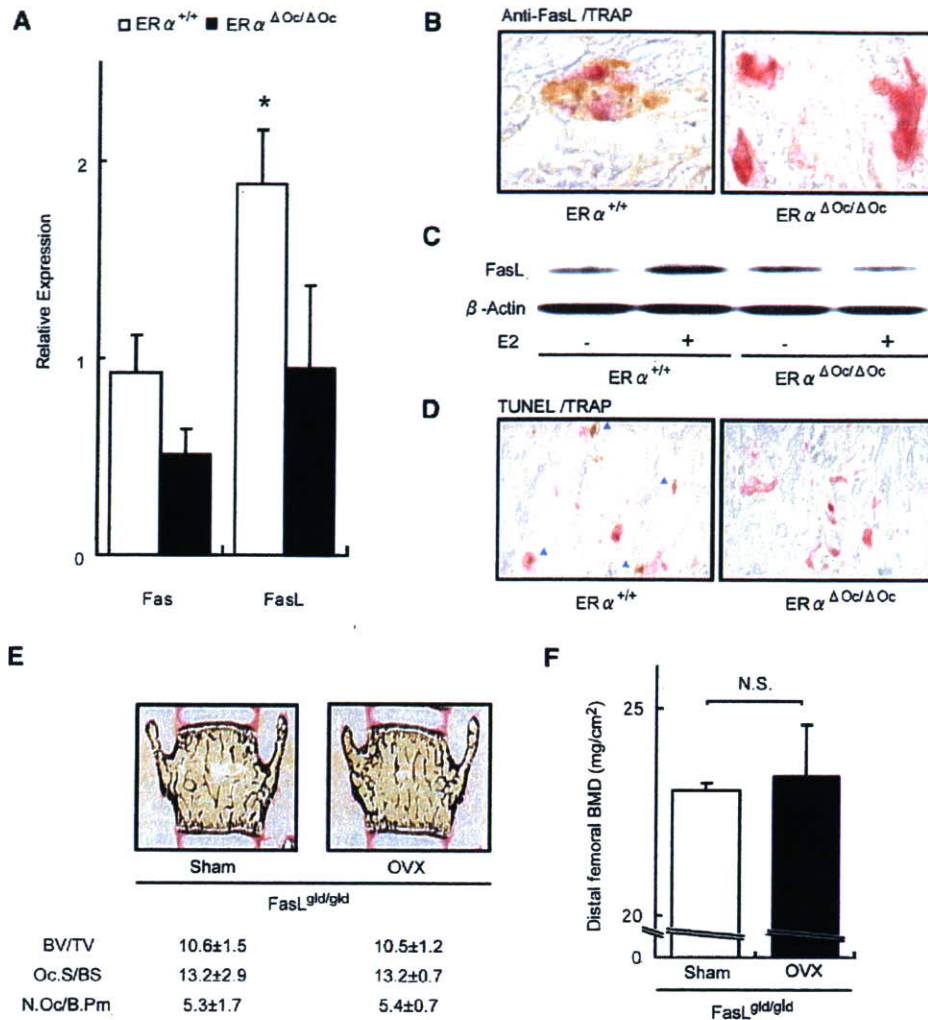 A
□ ERα+/+ ■ ERαΔOc/ΔOc
Relative Expression
2
1
0
*
Fas
FasL
B
Anti-FasL /TRAP
ERα+/+
ERαΔOc/ΔOc
C
FasL
β-Actin
E2
-
+
-
+
ERα+/+
ERαΔOc/ΔOc
D
TUNEL /TRAP
ERα+/+
ERαΔOc/ΔOc
E
Sham
OVX
FasLgld/gld
BV/TV 10.6±1.5 10.5±1.2
Oc.S/BS 13.2±2.9 13.2±0.7
N.Oc/B.Pm 5.3±1.7 5.4±0.7
F
Distal femoral BMD (mg/cm2)
25
20
0
N.S.
Sham
OVX
FasLgld/gld